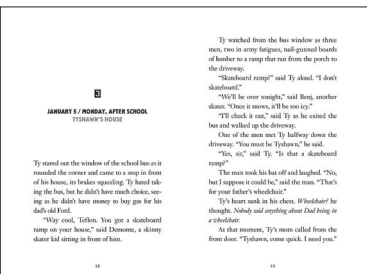 3
JANUARY 5 / MONDAY, AFTER SCHOOL
TYSHAWN'S HOUSE
Ty stared out the window of the school bus as it
rounded the corner and came to a stop in front
of his house, its brakes squealing. Ty hated tak-
ing the bus, but he didn't have much choice, see-
ing as he didn't have money to buy gas for his
dad's old Ford.
"Way cool, Teflon. You got a skateboard
ramp on your house," said Demonte, a skinny
skater kid sitting in front of him.
Ty watched from the bus window as three
men, two in army fatigues, nail-gunned boards
of lumber to a ramp that ran from the porch to
the driveway.
"Skateboard ramp?" said Ty aloud. "I don't
skateboard."
"We'll be over tonight," said Benj, another
skater. "Once it snows, it'll be too icy."
"I'll check it out," said Ty as he exited the
bus and walked up the driveway.
One of the men met Ty halfway down the
driveway. "You must be Tyshawn," he said.
"Yes, sir," said Ty. "Is that a skateboard
ramp?"
The man took his hat off and laughed. "No,
but I suppose it could be," said the man. "That's
for your father's wheelchair."
Ty's heart sank in his chest. Wheelchair? he
thought. Nobody said anything about Dad being in
a wheelchair.
At that moment, Ty's mom called from the
front door. "Tyshawn, come quick. I need you."